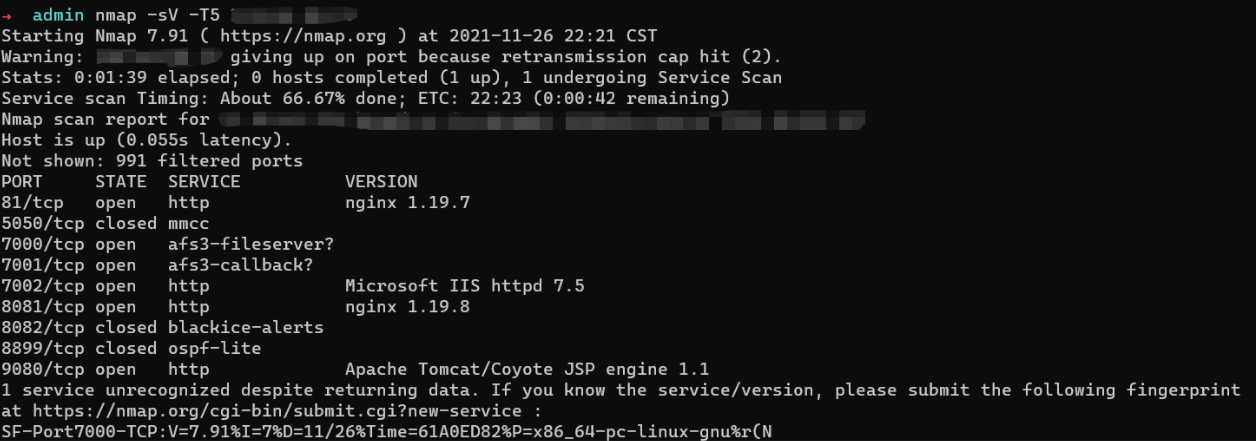 → admin nmap -sV -T5
Starting Nmap 7.91 ( https://nmap.org ) at 2021-11-26 22:21 CST
Warning: giving up on port because retransmission cap hit (2).
Stats: 0:01:39 elapsed; 0 hosts completed (1 up), 1 undergoing Service Scan
Service scan Timing: About 66.67% done; ETC: 22:23 (0:00:42 remaining)
Nmap scan report for
Host is up (0.055s latency).
Not shown: 991 filtered ports
PORT STATE SERVICE VERSION
81/tcp open http nginx 1.19.7
5050/tcp closed mmcc
7000/tcp open afs3-fileserver?
7001/tcp open afs3-callback?
7002/tcp open http Microsoft IIS httpd 7.5
8081/tcp open http nginx 1.19.8
8082/tcp closed blackice-alerts
8899/tcp closed ospf-lite
9080/tcp open http Apache Tomcat/Coyote JSP engine 1.1
1 service unrecognized despite returning data. If you know the service/version, please submit the following fingerprint
at https://nmap.org/cgi-bin/submit.cgi?new-service :
SF-Port7000-TCP:V=7.91%I=7%D=11/26%Time=61A0ED82%P=x86_64-pc-linux-gnu%r(N